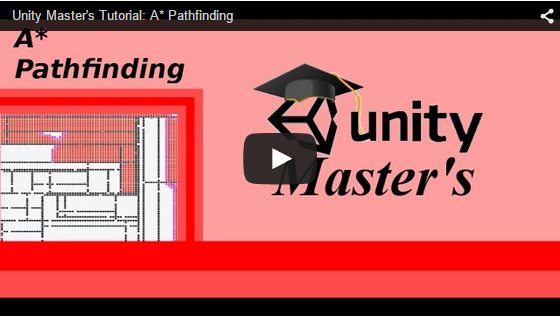 Unity Master's Tutorial: A* Pathfinding
A*
Pathfinding
unity
Master's